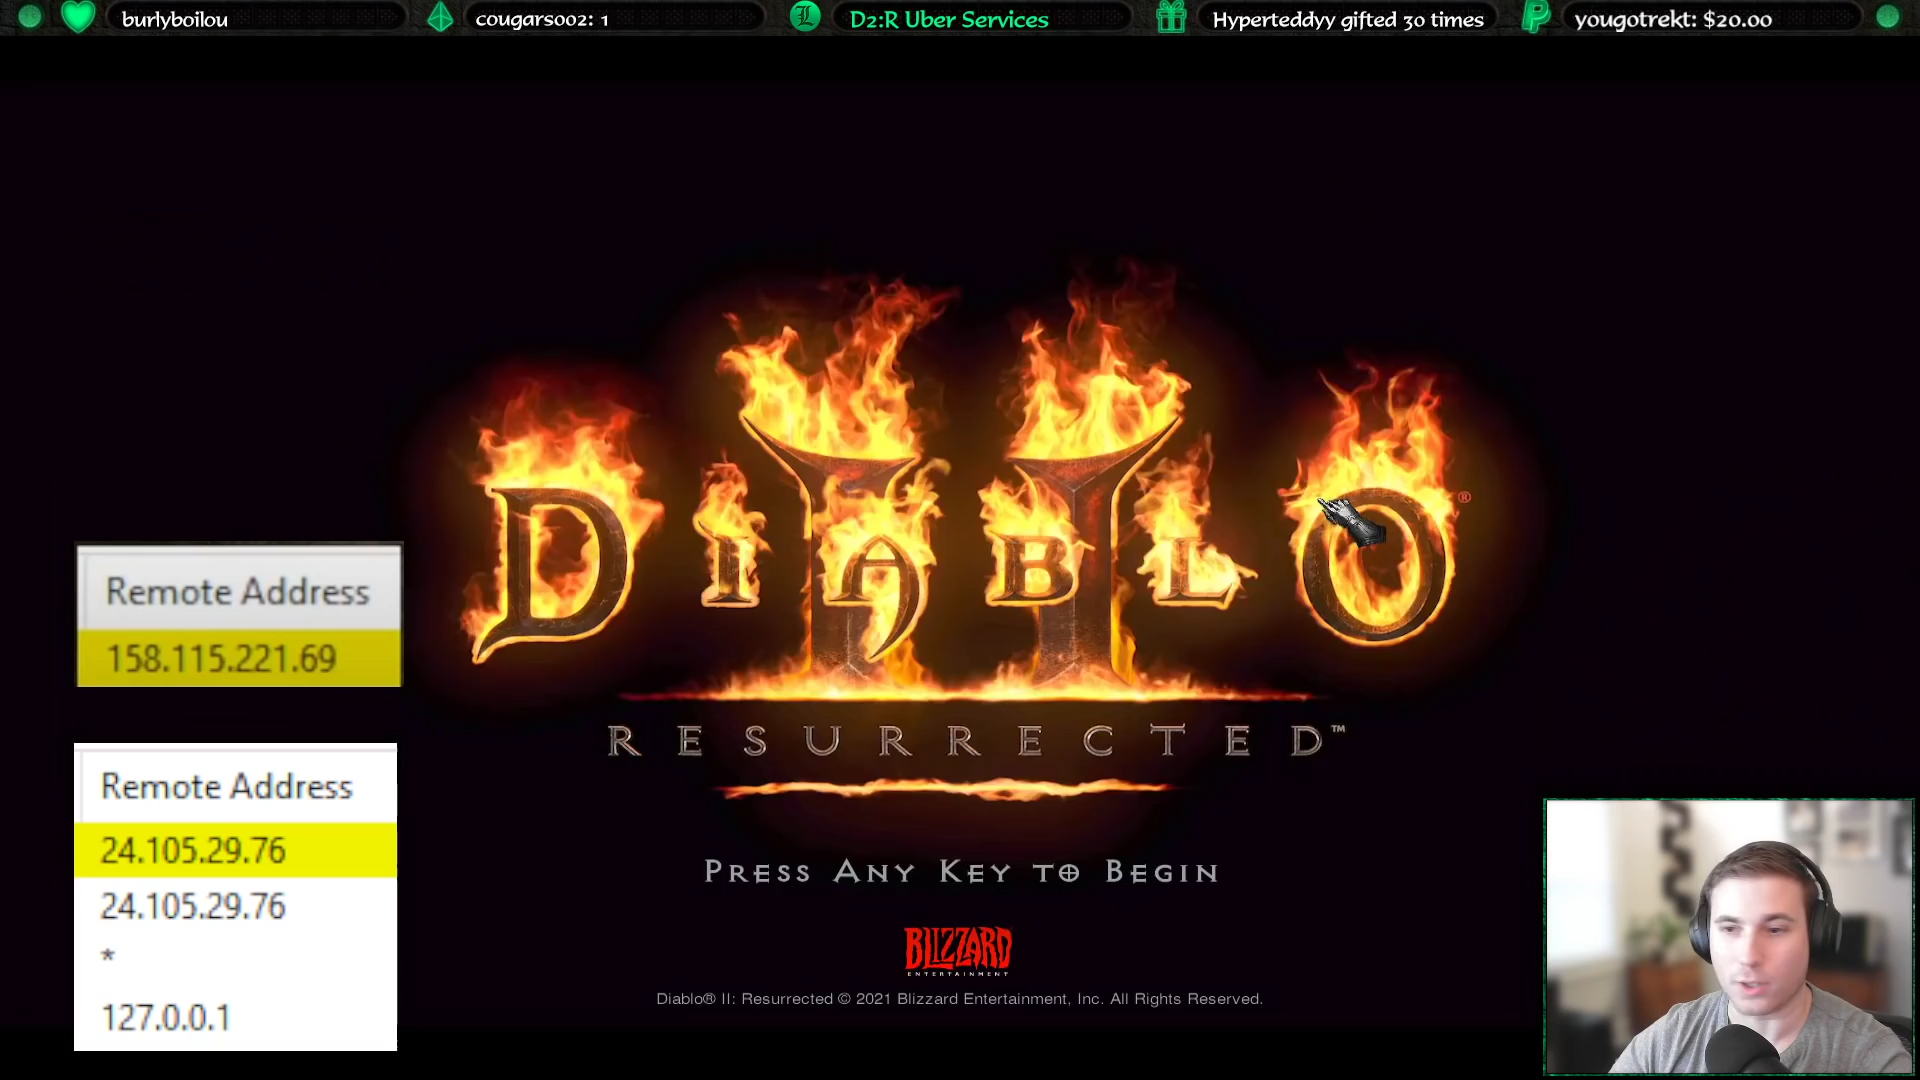 burlyboilou
cougars002: 1
D2:R Uber Services
Hyperteddyy gifted 30 times
yougotrekt: $20.00
DIABLO II ®
RESURRECTED™
Remote Address
158.115.221.69
Remote Address
24.105.29.76
24.105.29.76
*
127.0.0.1
PRESS ANY KEY TO BEGIN
BLIZZARD
ENTERTAINMENT
Diablo® II: Resurrected © 2021 Blizzard Entertainment, Inc. All Rights Reserved.